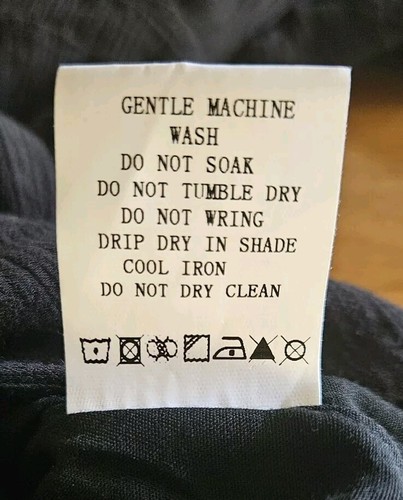 GENTLE MACHINE
WASH
DO NOT SOAK
DO NOT TUMBLE DRY
DO NOT WRING
DRIP DRY IN SHADE
COOL IRON
DO NOT DRY CLEAN